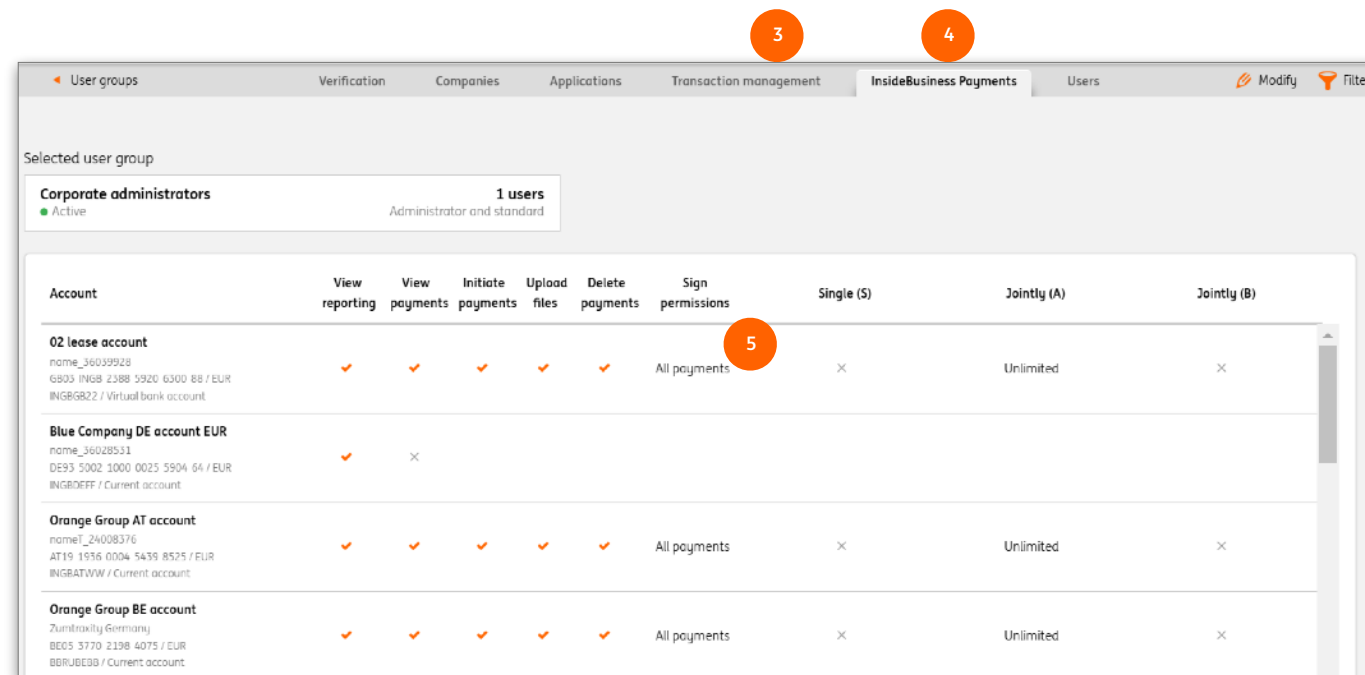 3
4
User groups
Verification
Companies
Applications
Transaction management
InsideBusiness Payments
Users
Modify
Filte
Selected user group
Corporate administrators
1 users
Active
Administrator and standard
Account
View reporting
View payments
Initiate payments
Upload files
Delete payments
Sign permissions
Single (S)
Jointly (A)
Jointly (B)
5
02 lease account
name_36039928
GB03 INGB 2388 5920 6300 88 / EUR
INGBGB22 / Virtual bank account
All payments
Unlimited
Blue Company DE account EUR
name_36028531
DE93 5002 1000 0025 5904 64 / EUR
INGBDEFF / Current account
Orange Group AT account
nameT_24008376
AT19 1936 0004 5439 8525 / EUR
INGBATWW / Current account
All payments
Unlimited
Orange Group BE account
Zumtraxity Germany
BE05 3770 2198 4075 / EUR
BBRUBEBB / Current account
All payments
Unlimited